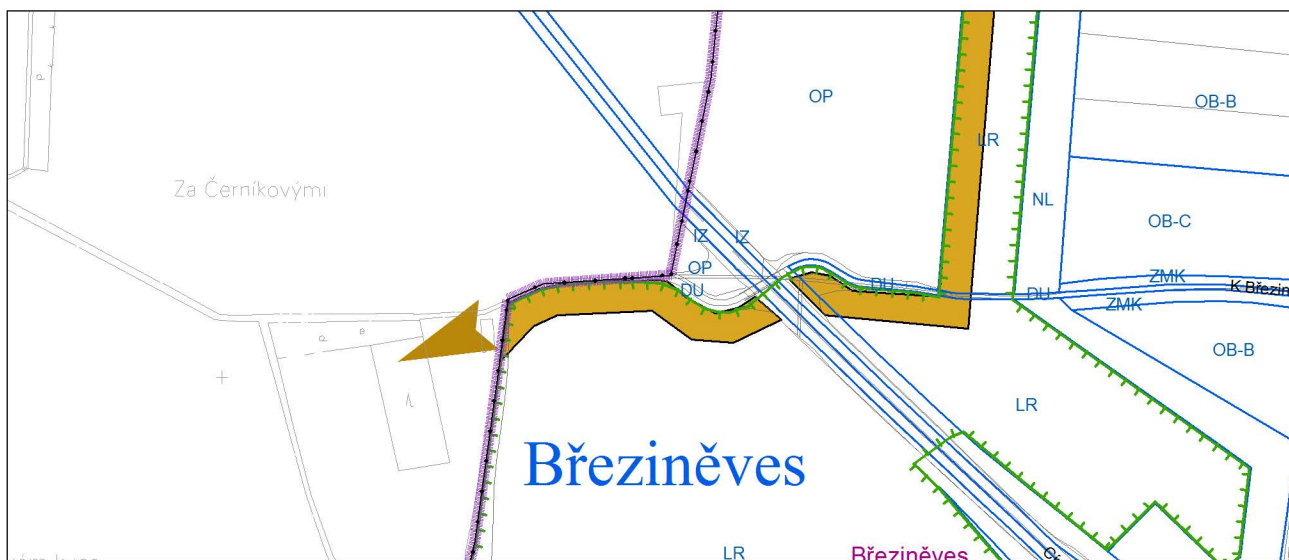 OP
OB-B
LR
Za Černíkovými
NL
OB-C
IZ
IZ
OP
ZMK
DU
DU
DU
K Březin
ZMK
OB-B
LR
Březiněves
LR
Březiněves